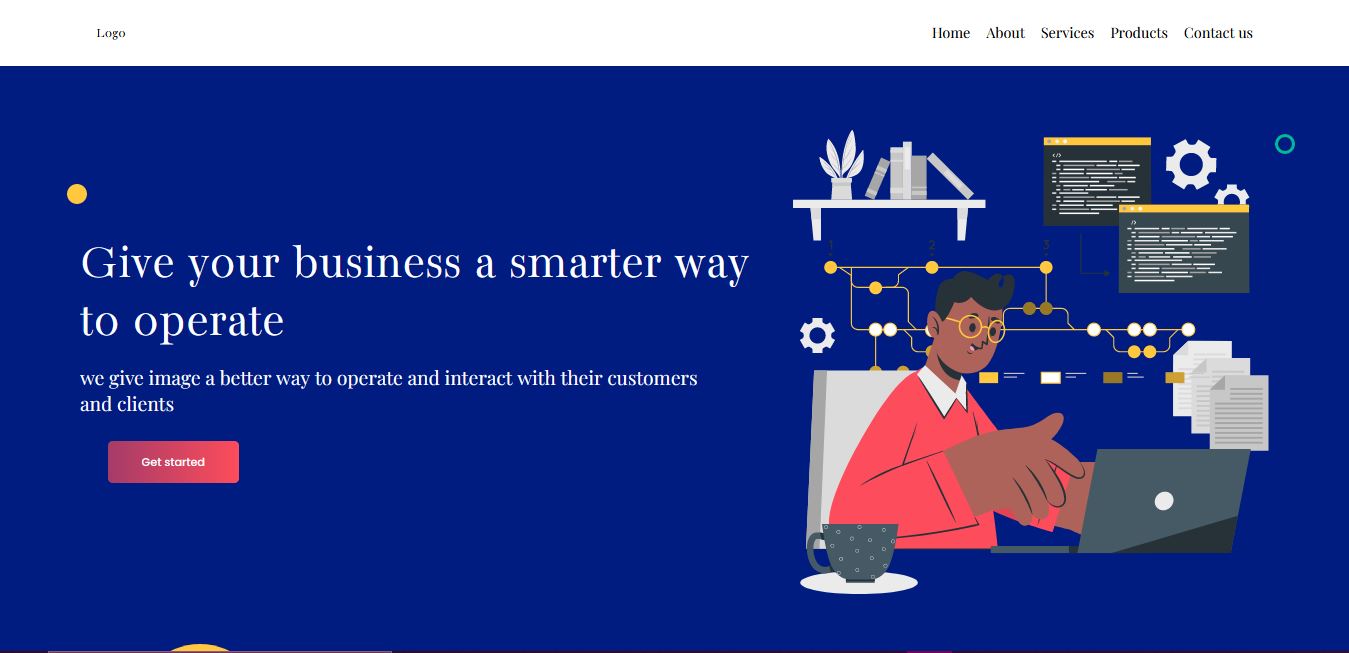 Logo
Home About Services Products Contact us
Give your business a smarter way
to operate
we give image a better way to operate and interact with their customers
and clients
Get started
1 2 3
</>
</>